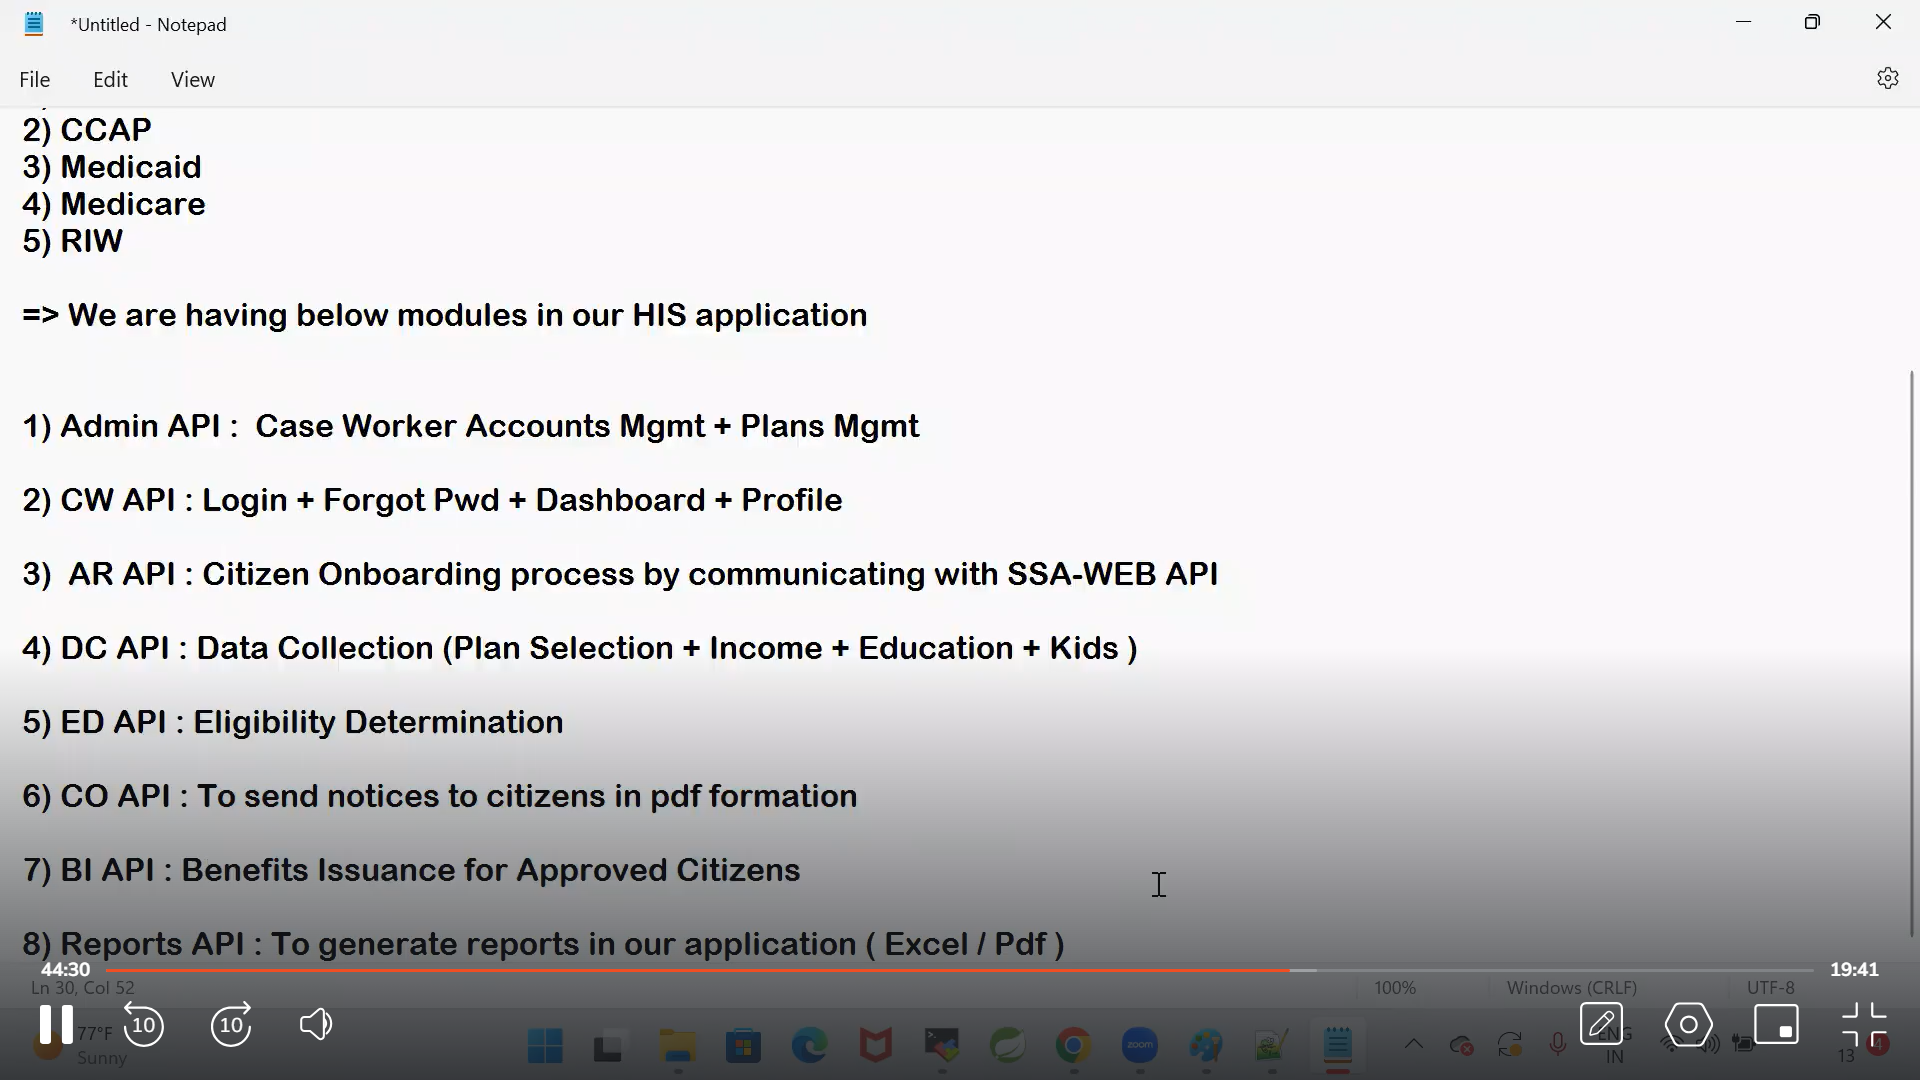 *Untitled - Notepad
File Edit View
2) CCAP
3) Medicaid
4) Medicare
5) RIW
=> We are having below modules in our HIS application
1) Admin API :  Case Worker Accounts Mgmt + Plans Mgmt
2) CW API : Login + Forgot Pwd + Dashboard + Profile
3)  AR API : Citizen Onboarding process by communicating with SSA-WEB API
4) DC API : Data Collection (Plan Selection + Income + Education + Kids )
5) ED API : Eligibility Determination
6) CO API : To send notices to citizens in pdf formation
7) BI API : Benefits Issuance for Approved Citizens
8) Reports API : To generate reports in our application ( Excel / Pdf )
44:30 19:41
Ln 30, Col 52 100% Windows (CRLF) UTF-8
10 10
77°F
Sunny
zoom
ENG
IN
13 4